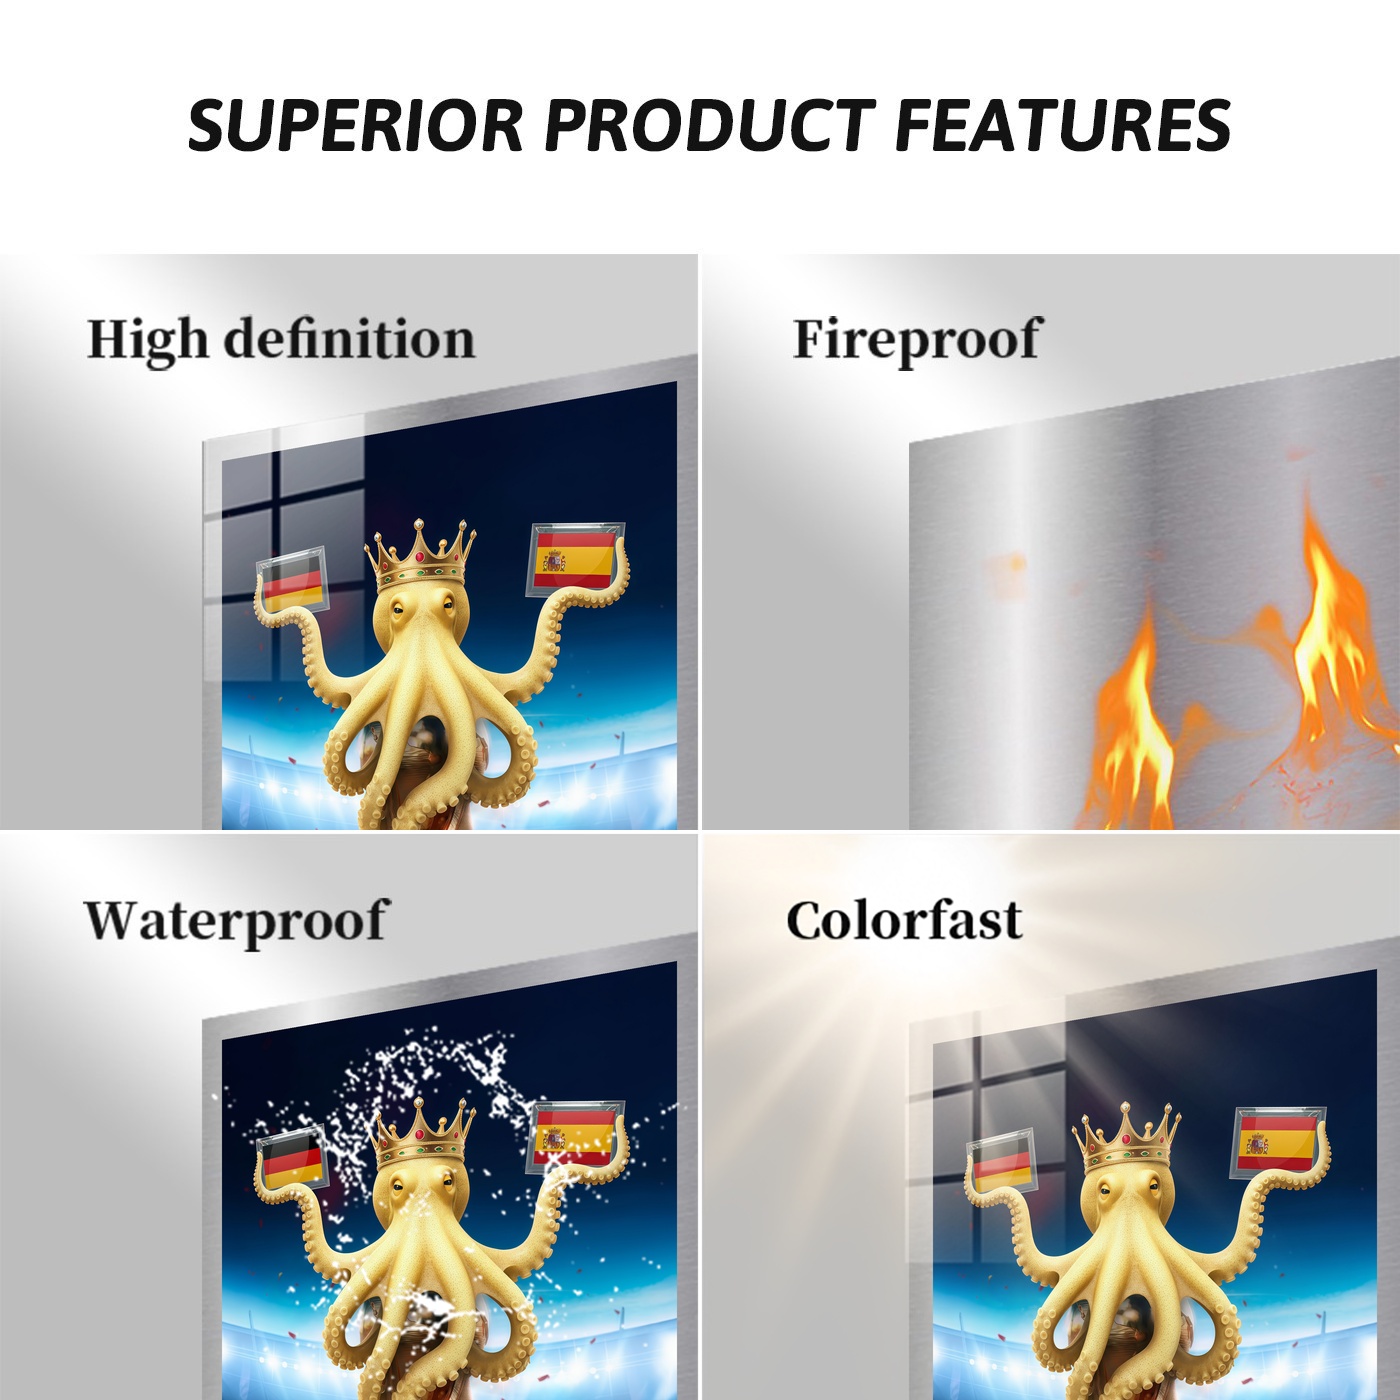 SUPERIOR PRODUCT FEATURES
High definition
Fireproof
Waterproof
Colorfast